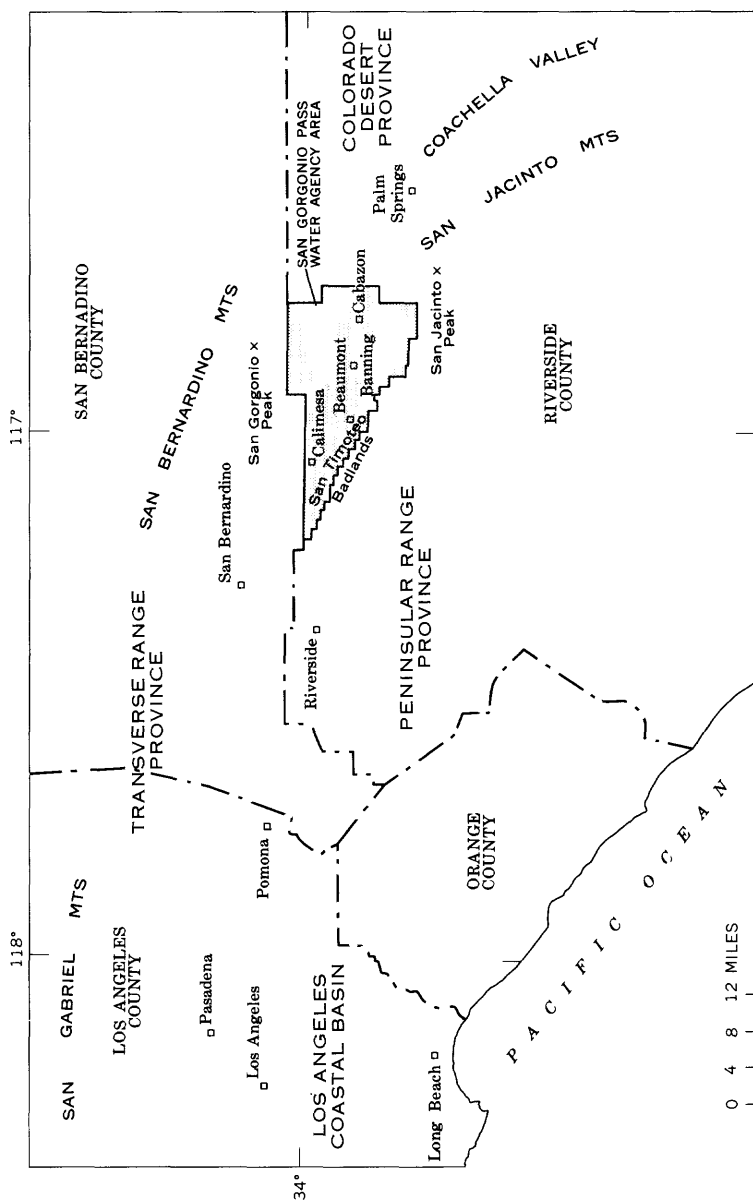 118°
117°
34°
SAN GABRIEL MTS
LOS ANGELES
COUNTY
Pasadena
Los Angeles
Pomona
LOS ANGELES
COASTAL BASIN
Long Beach
TRANSVERSE RANGE
PROVINCE
SAN BERNADINO
COUNTY
SAN BERNARDINO MTS
San Bernardino
San Gorgonio ×
Peak
Riverside
Calimesa
San Timoteo
Badlands
Beaumont
Banning
Cabazon
SAN GORGONIO PASS
WATER AGENCY AREA
COLORADO
DESERT
PROVINCE
Palm
Springs
COACHELLA VALLEY
SAN JACINTO MTS
San Jacinto ×
Peak
PENINSULAR RANGE
PROVINCE
RIVERSIDE
COUNTY
ORANGE
COUNTY
PACIFIC OCEAN
0 4 8 12 MILES